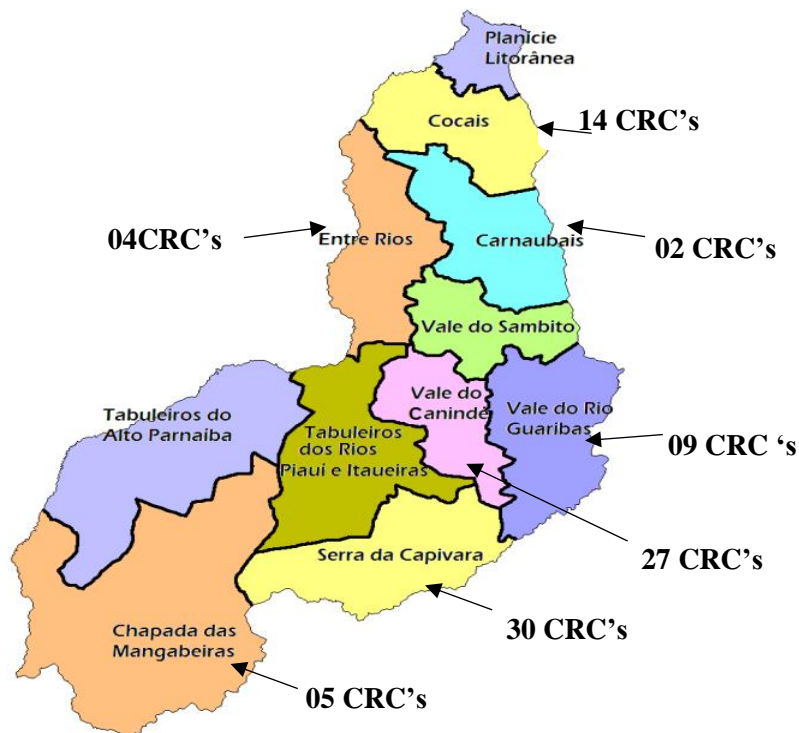 Planície
Litorânea
Cocais
14 CRC’s
04CRC’s
Entre Rios
Carnaubais
02 CRC’s
Vale do Sambito
Tabuleiros do
Alto Parnaíba
Vale do
Canindé
Vale do Rio
Guaribas
Tabuleiros
dos Rios
Piauí e Itaueiras
09 CRC ‘s
Serra da Capivara
27 CRC’s
30 CRC’s
Chapada das
Mangabeiras
05 CRC’s